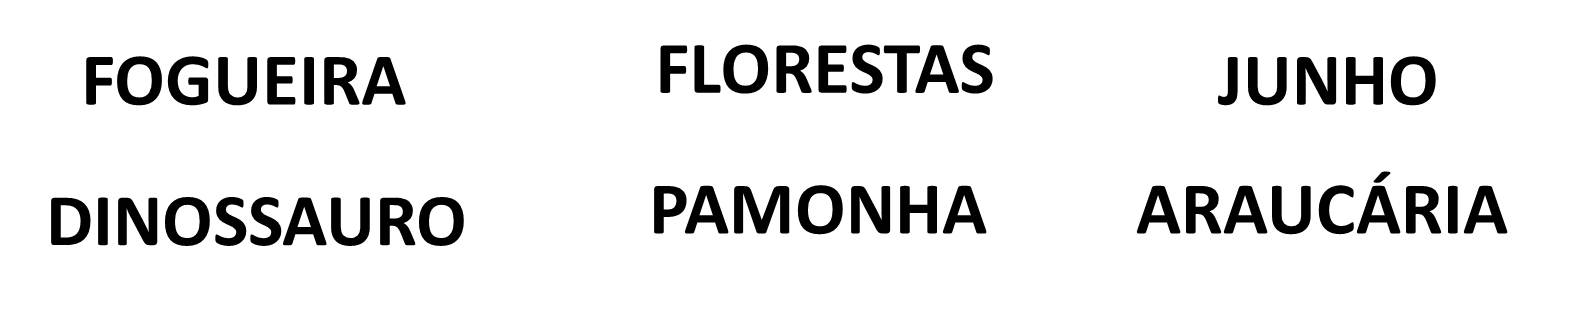 FOGUEIRA FLORESTAS JUNHO
DINOSSAURO PAMONHA ARAUCÁRIA